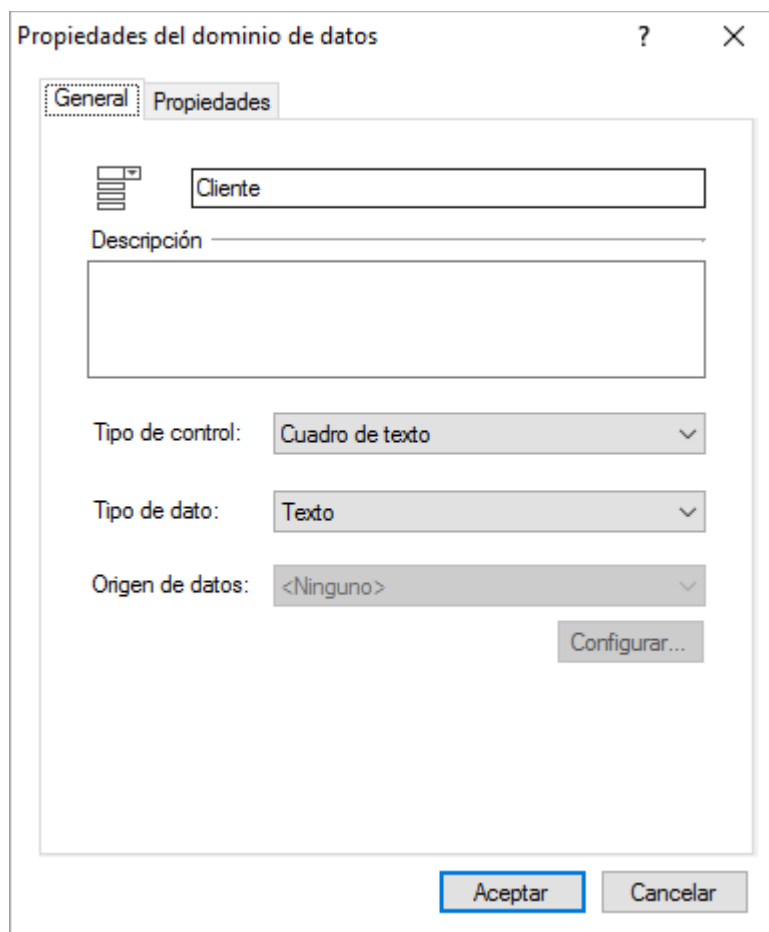 Propiedades del dominio de datos ?
General Propiedades
Cliente
Descripción
Tipo de control: Cuadro de texto
Tipo de dato: Texto
Origen de datos: <Ninguno>
Configurar...
Aceptar Cancelar